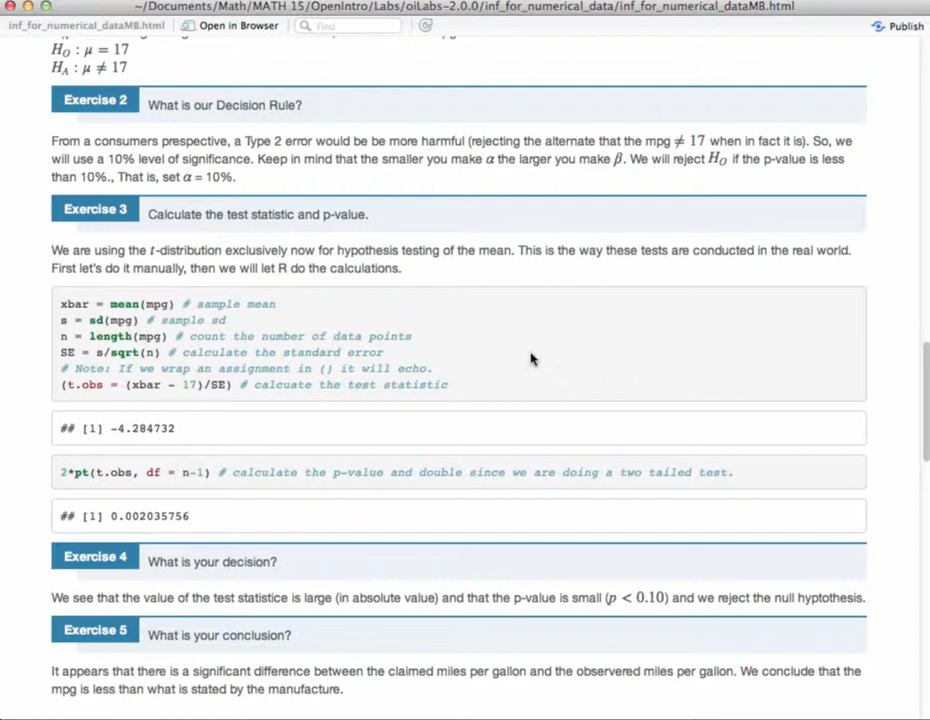 ~/Documents/Math/MATH 15/OpenIntro/Labs/oiLabs-2.0.0/inf_for_numerical_data/inf_for_numerical_dataMB.html
inf_for_numerical_dataMB.html Open in Browser Find Publish
H_O : μ = 17
H_A : μ ≠ 17
Exercise 2 What is our Decision Rule?
From a consumers prespective, a Type 2 error would be be more harmful (rejecting the alternate that the mpg ≠ 17 when in fact it is). So, we
will use a 10% level of significance. Keep in mind that the smaller you make α the larger you make β. We will reject H_O if the p-value is less
than 10%., That is, set α = 10%.
Exercise 3 Calculate the test statistic and p-value.
We are using the t-distribution exclusively now for hypothesis testing of the mean. This is the way these tests are conducted in the real world.
First let's do it manually, then we will let R do the calculations.
xbar = mean(mpg) # sample mean
s = sd(mpg) # sample sd
n = length(mpg) # count the number of data points
SE = s/sqrt(n) # calculate the standard error
# Note: If we wrap an assignment in () it will echo.
(t.obs = (xbar - 17)/SE) # calcuate the test statistic
## [1] -4.284732
2*pt(t.obs, df = n-1) # calculate the p-value and double since we are doing a two tailed test.
## [1] 0.002035756
Exercise 4 What is your decision?
We see that the value of the test statistice is large (in absolute value) and that the p-value is small (p < 0.10) and we reject the null hyptothesis.
Exercise 5 What is your conclusion?
It appears that there is a significant difference between the claimed miles per gallon and the observed miles per gallon. We conclude that the
mpg is less than what is stated by the manufacture.